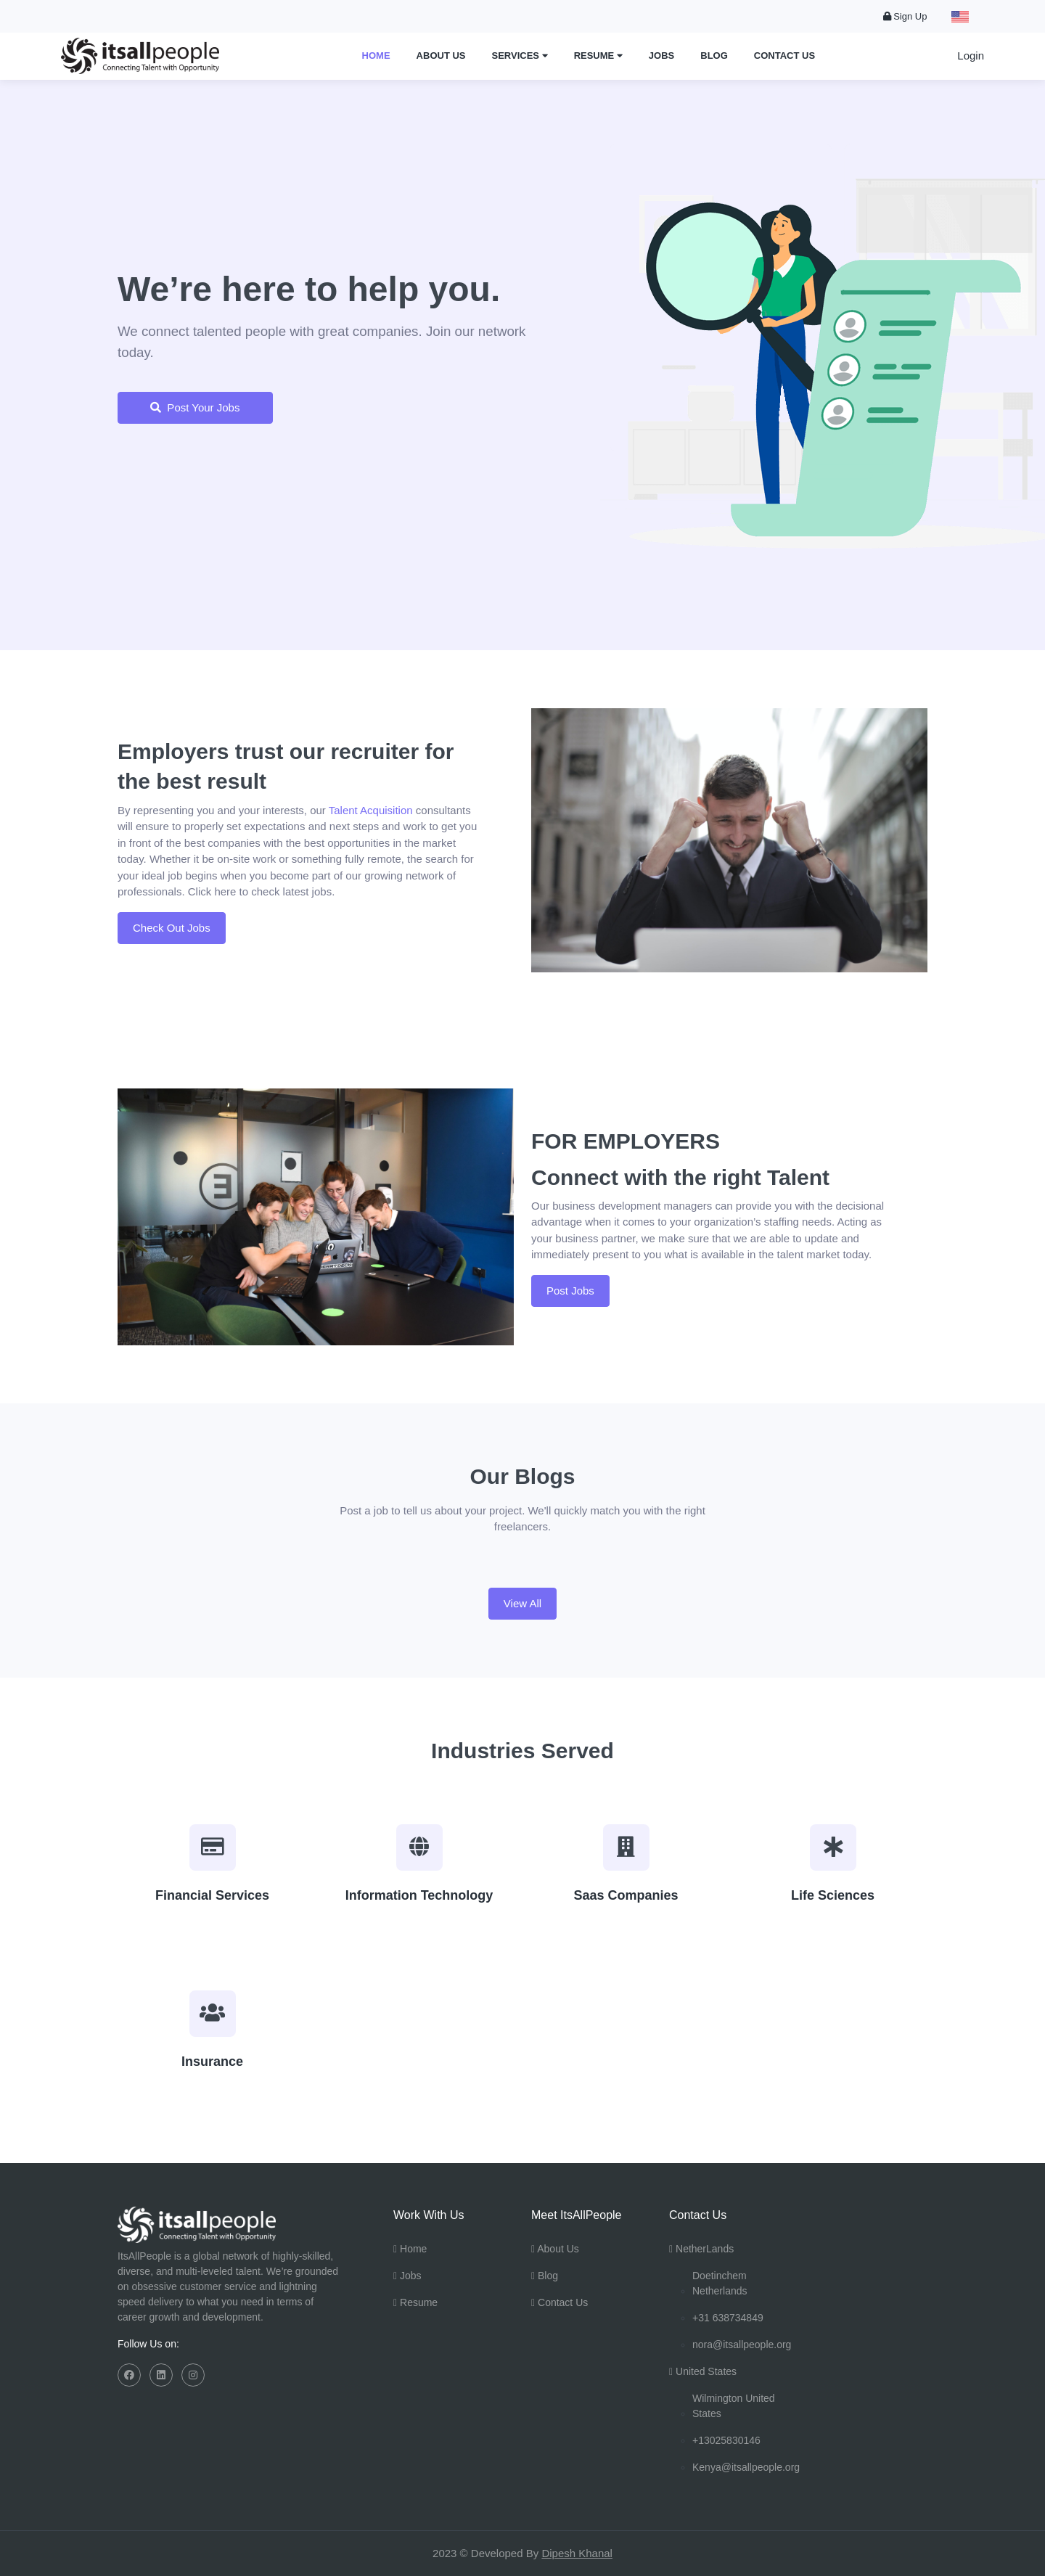 Sign Up
itsallpeople
Connecting Talent with Opportunity
HOME
ABOUT US
SERVICES
RESUME
JOBS
BLOG
CONTACT US
Login
We’re here to help you.
We connect talented people with great companies. Join our network
today.
Post Your Jobs
Employers trust our recruiter for
the best result
By representing you and your interests, our Talent Acquisition consultants
will ensure to properly set expectations and next steps and work to get you
in front of the best companies with the best opportunities in the market
today. Whether it be on-site work or something fully remote, the search for
your ideal job begins when you become part of our growing network of
professionals. Click here to check latest jobs.
Check Out Jobs
FOR EMPLOYERS
Connect with the right Talent
Our business development managers can provide you with the decisional
advantage when it comes to your organization’s staffing needs. Acting as
your business partner, we make sure that we are able to update and
immediately present to you what is available in the talent market today.
Post Jobs
Our Blogs
Post a job to tell us about your project. We'll quickly match you with the right
freelancers.
View All
Industries Served
Financial Services
Information Technology
Saas Companies
Life Sciences
Insurance
itsallpeople
Connecting Talent with Opportunity
ItsAllPeople is a global network of highly-skilled,
diverse, and multi-leveled talent. We’re grounded
on obsessive customer service and lightning
speed delivery to what you need in terms of
career growth and development.
Follow Us on:
Work With Us
Home
Jobs
Resume
Meet ItsAllPeople
About Us
Blog
Contact Us
Contact Us
NetherLands
Doetinchem
Netherlands
+31 638734849
nora@itsallpeople.org
United States
Wilmington United
States
+13025830146
Kenya@itsallpeople.org
2023 © Developed By Dipesh Khanal